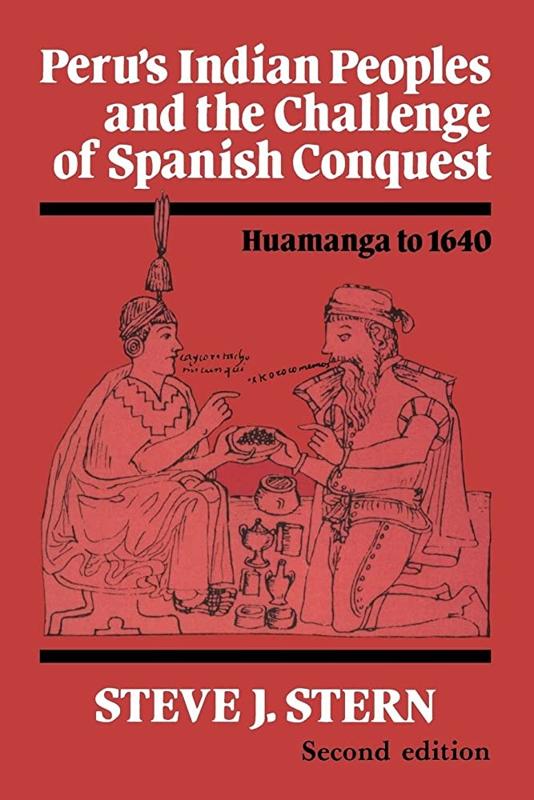 Peru's Indian Peoples
and the Challenge
of Spanish Conquest
Huamanga to 1640
STEVE J. STERN
Second edition